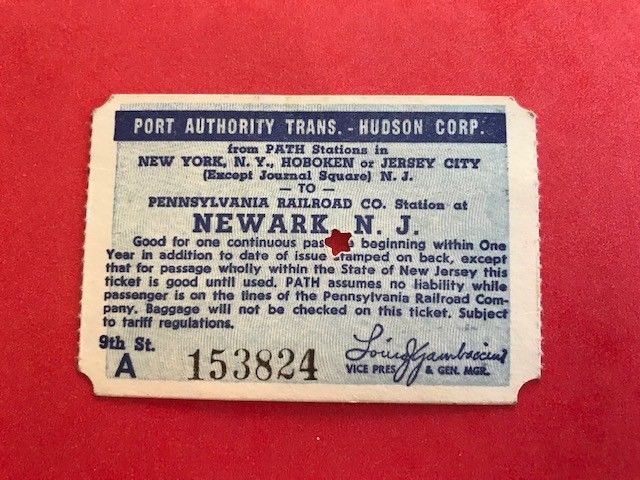 PORT AUTHORITY TRANS. - HUDSON CORP.
from PATH Stations in
NEW YORK, N. Y., HOBOKEN or JERSEY CITY
(Except Journal Square) N. J.
— TO —
PENNSYLVANIA RAILROAD CO. Station at
NEWARK, N. J.
Good for one continuous pas e beginning within One
Year in addition to date of issue stamped on back, except
that for passage wholly within the State of New Jersey this
ticket is good until used. PATH assumes no liability while
passenger is on the lines of the Pennsylvania Railroad Com-
pany. Baggage will not be checked on this ticket. Subject
to tariff regulations.
9th St.
A 153824
Louis J Gambaccini
VICE PRES. & GEN. MGR.